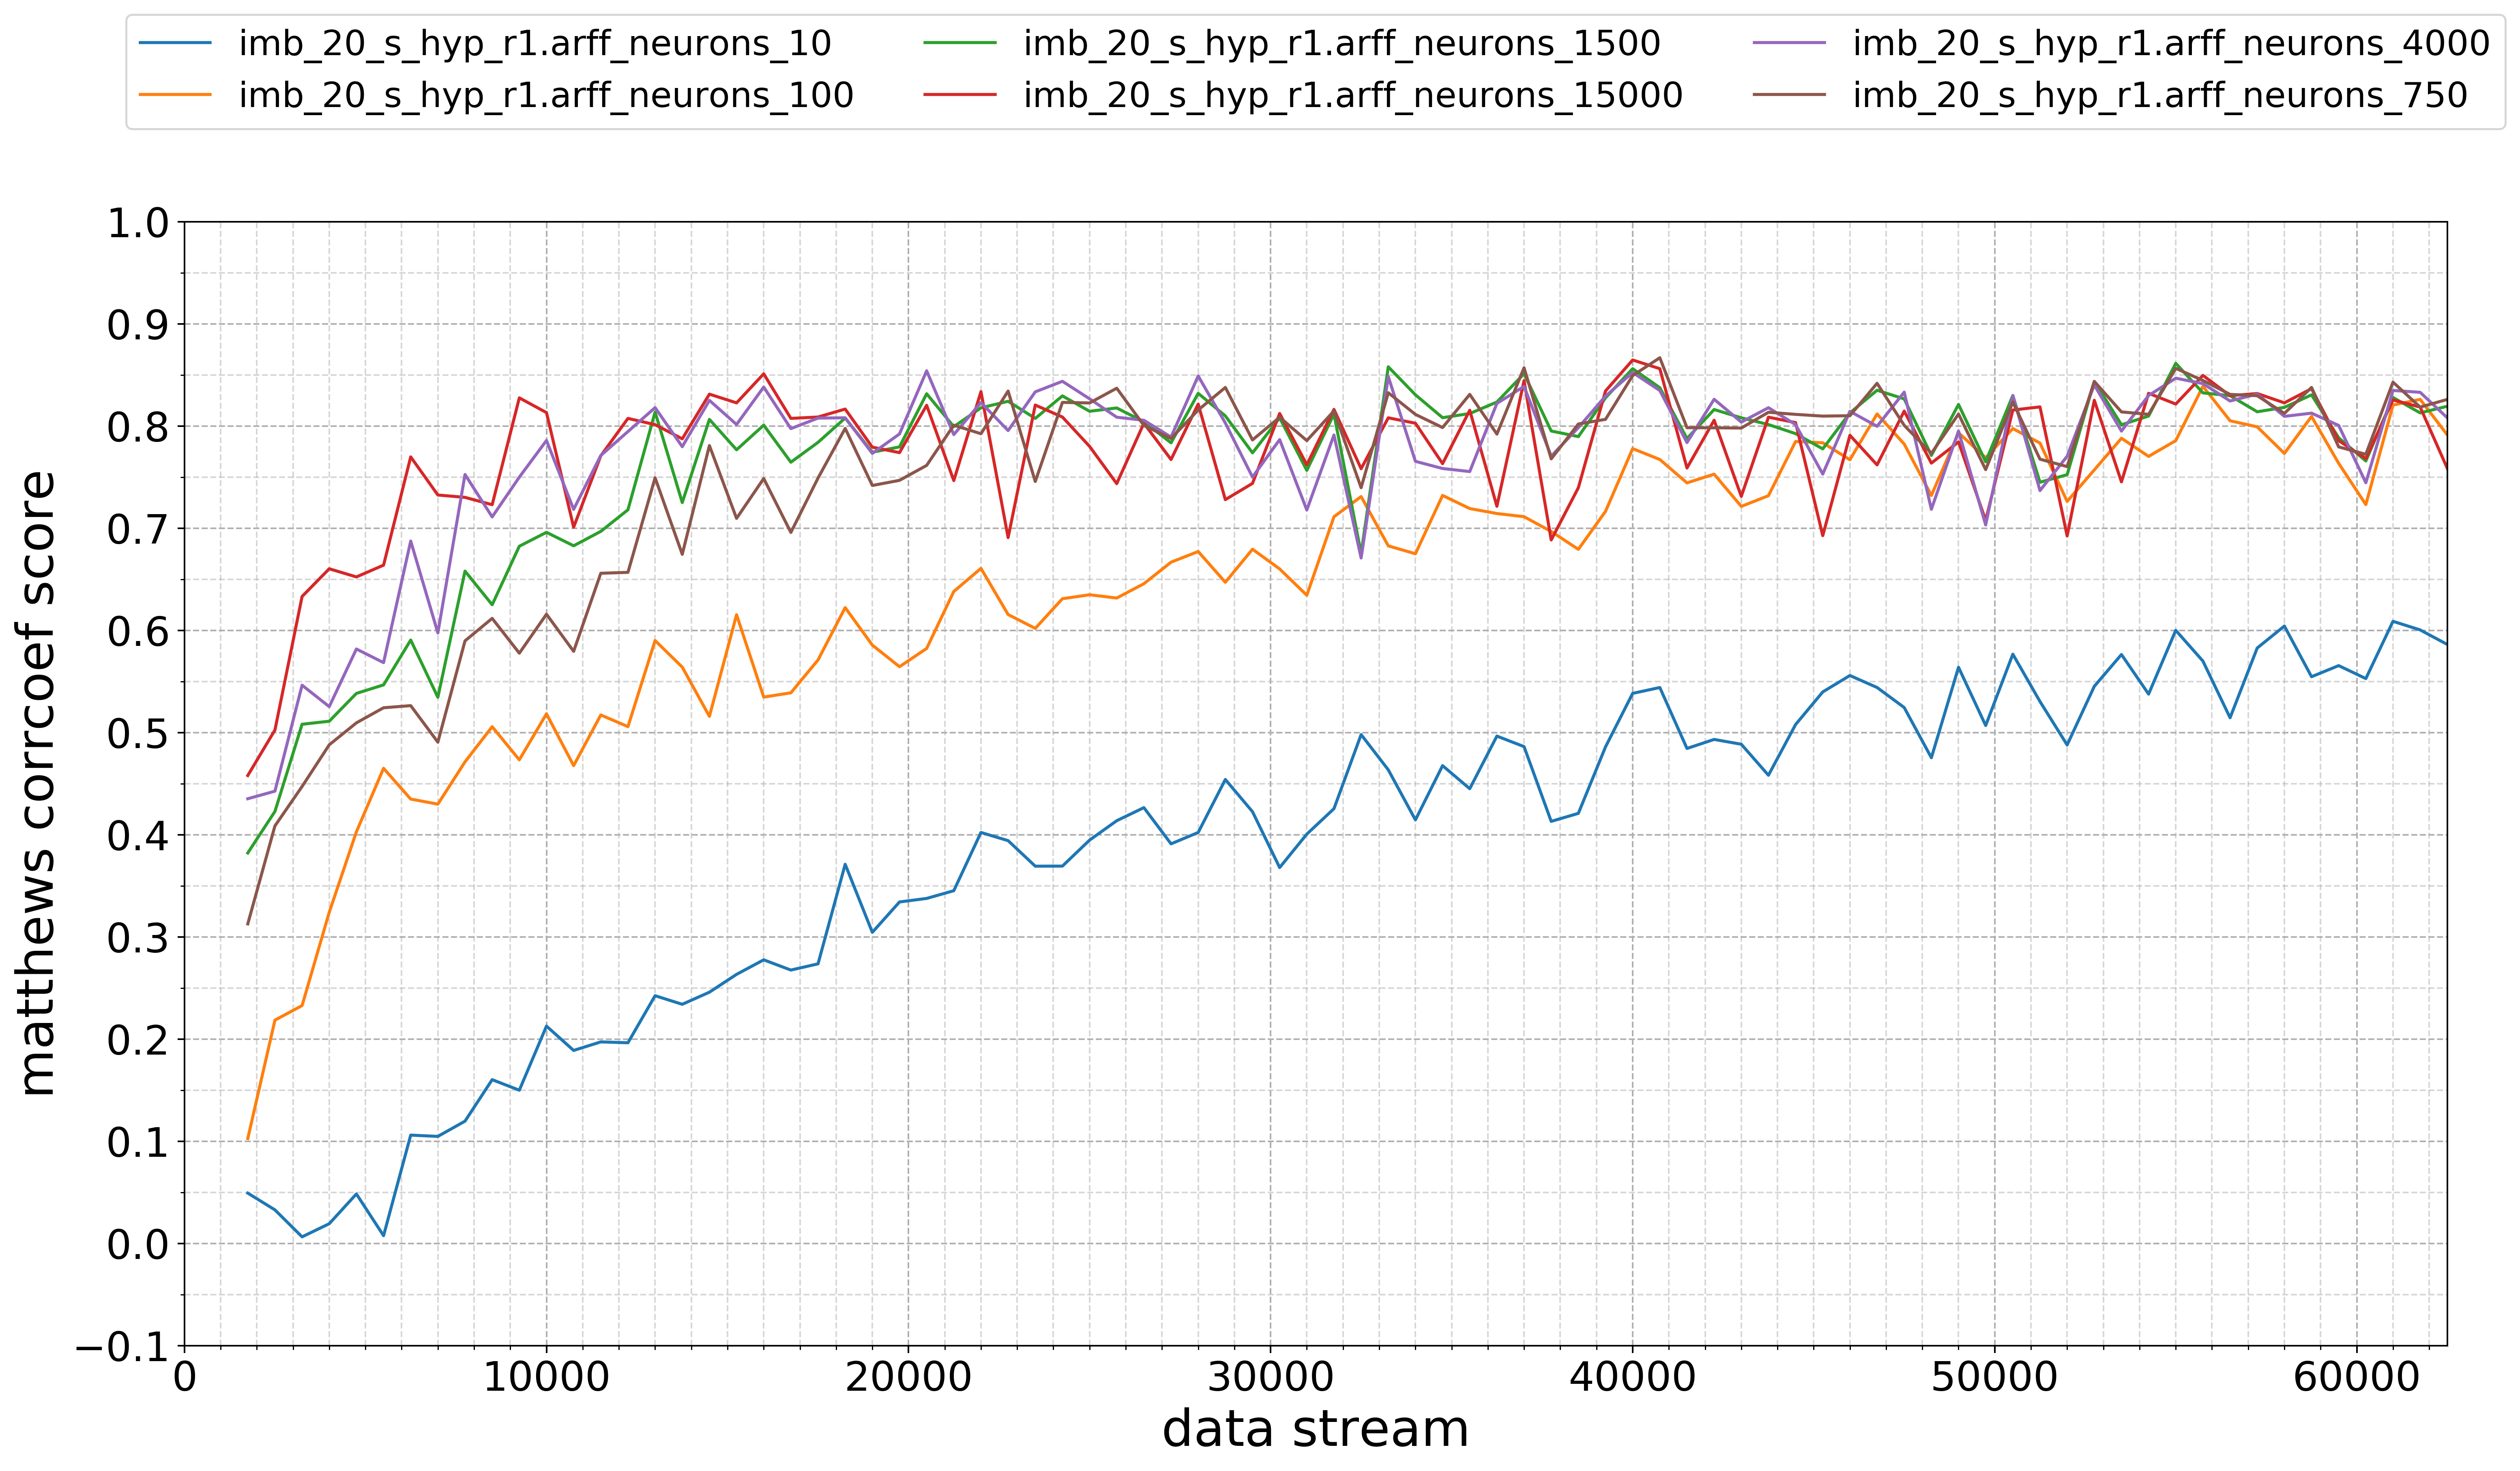 imb_20_s_hyp_r1.arff_neurons_10
imb_20_s_hyp_r1.arff_neurons_100
imb_20_s_hyp_r1.arff_neurons_1500
imb_20_s_hyp_r1.arff_neurons_15000
imb_20_s_hyp_r1.arff_neurons_4000
imb_20_s_hyp_r1.arff_neurons_750
matthews corrcoef score
1.0
0.9
0.8
0.7
0.6
0.5
0.4
0.3
0.2
0.1
0.0
−0.1
0 10000 20000 30000 40000 50000 60000
data stream